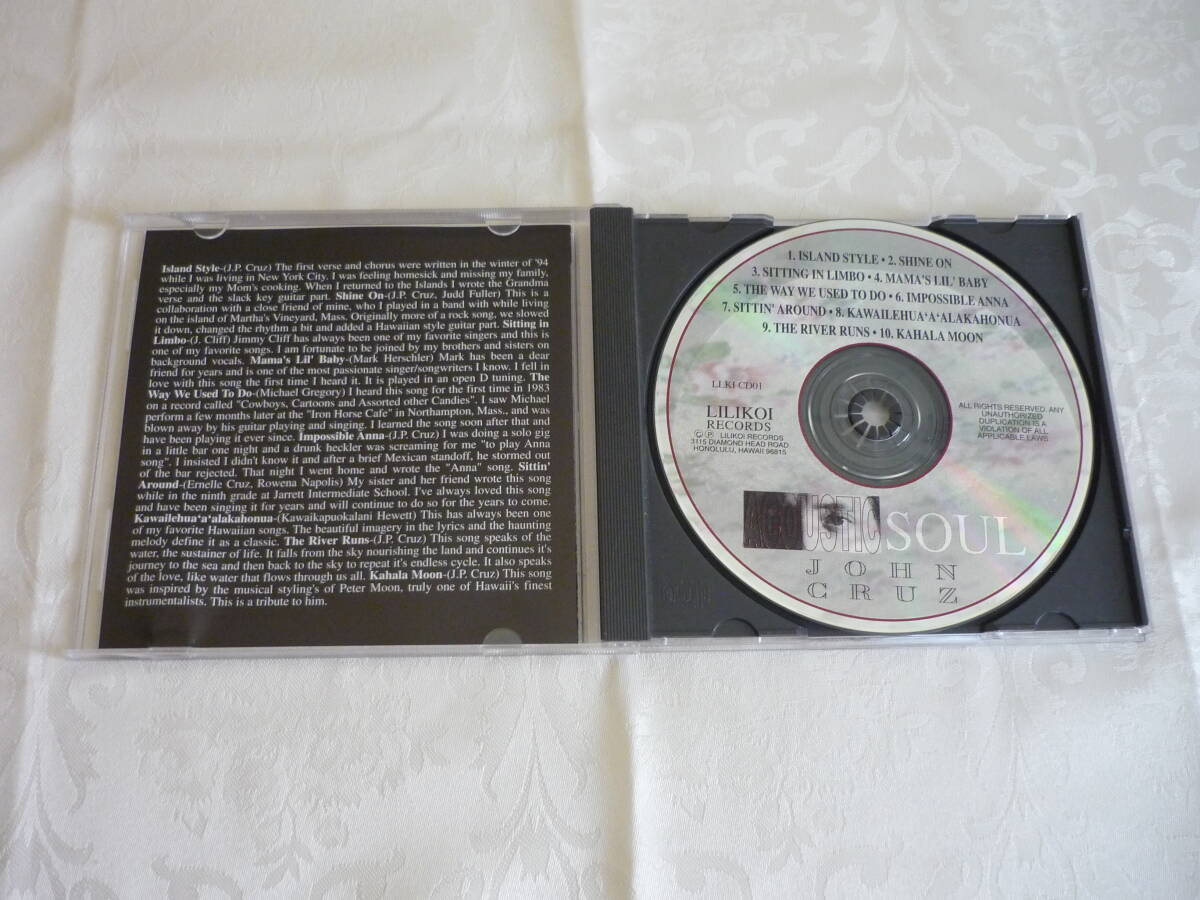 Island Style-(J.P. Cruz) The first verse and chorus were written in the winter of '94
while I was living in New York City. I was feeling homesick and missing my family,
especially my Mom's cooking. When I returned to the Islands I wrote the Grandma
verse and the slack key guitar part. Shine On-(J.P. Cruz, Judd Fuller) This is a
collaboration with a close friend of mine, who I played in a band with while living
on the island of Martha's Vineyard, Mass. Originally more of a rock song, we slowed
it down, changed the rhythm a bit and added a Hawaiian style guitar part. Sitting in
Limbo-(J. Cliff) Jimmy Cliff has always been one of my favorite singers and this is
one of my favorite songs. I am fortunate to be joined by my brothers and sisters on
background vocals. Mama's Lil' Baby-(Mark Herschler) Mark has been a dear
friend for years and is one of the most passionate singer/songwriters I know. I fell in
love with this song the first time I heard it. It is played in an open D tuning. The
Way We Used To Do-(Michael Gregory) I heard this song for the first time in 1983
on a record called "Cowboys, Cartoons and Assorted other Candies". I saw Michael
perform a few months later at the "Iron Horse Cafe" in Northampton, Mass., and was
blown away by his guitar playing and singing. I learned the song soon after that and
have been playing it ever since. Impossible Anna-(J.P. Cruz) I was doing a solo gig
in a little bar one night and a drunk heckler was screaming for me "to play Anna
song". I insisted I didn't know it and after a brief Mexican standoff, he stormed out
of the bar rejected. That night I went home and wrote the "Anna" song. Sittin'
Around-(Ernelle Cruz, Rowena Napolis) My sister and her friend wrote this song
while in the ninth grade at Jarrett Intermediate School. I've always loved this song
and have been singing it for years and will continue to do so for the years to come.
Kawailehua'a'alakahonua-(Kawaikapuokalani Hewett) This has always been one
of my favorite Hawaiian songs. The beautiful imagery in the lyrics and the haunting
melody define it as a classic. The River Runs-(J.P. Cruz) This song speaks of the
water, the sustainer of life. It falls from the sky nourishing the land and continues it's
journey to the sea and then back to the sky to repeat it's endless cycle. It also speaks
of the love, like water that flows through us all. Kahala Moon-(J.P. Cruz) This song
was inspired by the musical styling's of Peter Moon, truly one of Hawaii's finest
instrumentalists. This is a tribute to him.
1. ISLAND STYLE • 2. SHINE ON
3. SITTING IN LIMBO • 4. MAMA'S LIL' BABY
5. THE WAY WE USED TO DO • 6. IMPOSSIBLE ANNA
7. SITTIN' AROUND • 8. KAWAILEHUA'A'ALAKAHONUA
9. THE RIVER RUNS • 10. KAHALA MOON
LLKI CD01
LILIKOI
RECORDS
© ℗ LILIKOI RECORDS
3115 DIAMOND HEAD ROAD
HONOLULU, HAWAII 96815
ALL RIGHTS RESERVED. ANY
UNAUTHORIZED
DUPLICATION IS A
VIOLATION OF ALL
APPLICABLE LAWS
ACOUSTIC SOUL
JOHN
CRUZ